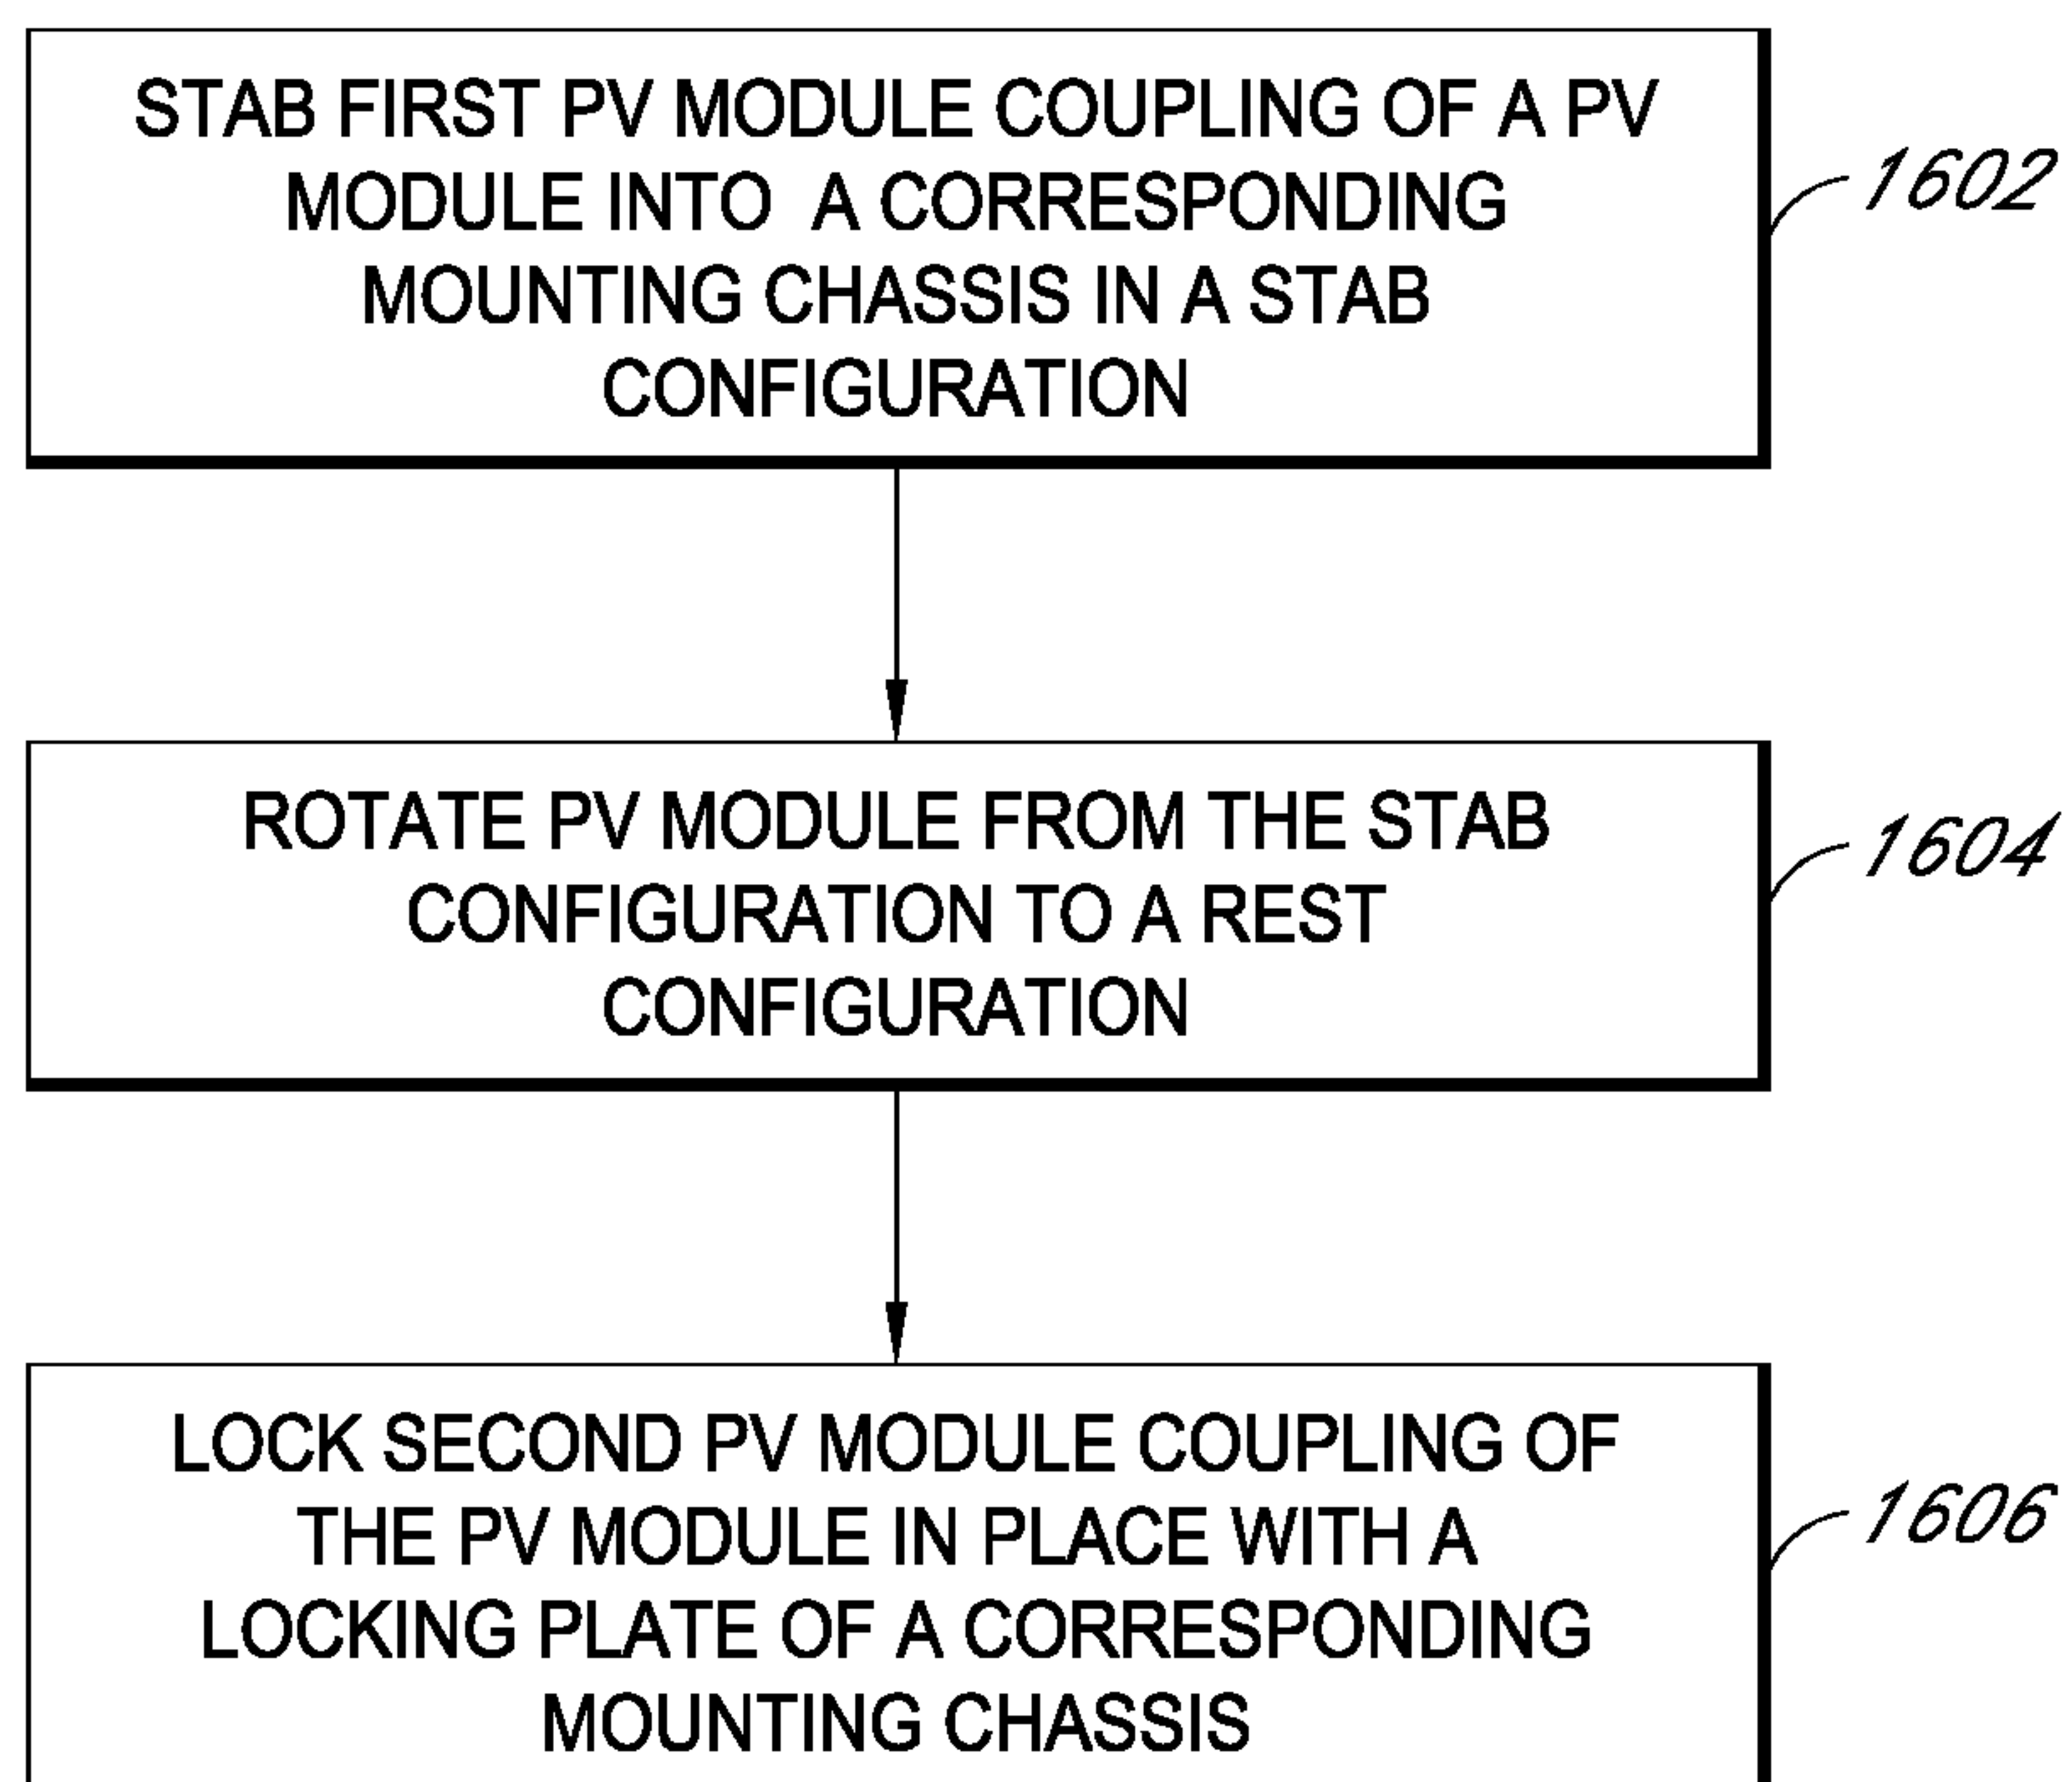 STAB FIRST PV MODULE COUPLING OF A PV
MODULE INTO A CORRESPONDING
MOUNTING CHASSIS IN A STAB
CONFIGURATION
1602
ROTATE PV MODULE FROM THE STAB
CONFIGURATION TO A REST
CONFIGURATION
1604
LOCK SECOND PV MODULE COUPLING OF
THE PV MODULE IN PLACE WITH A
LOCKING PLATE OF A CORRESPONDING
MOUNTING CHASSIS
1606